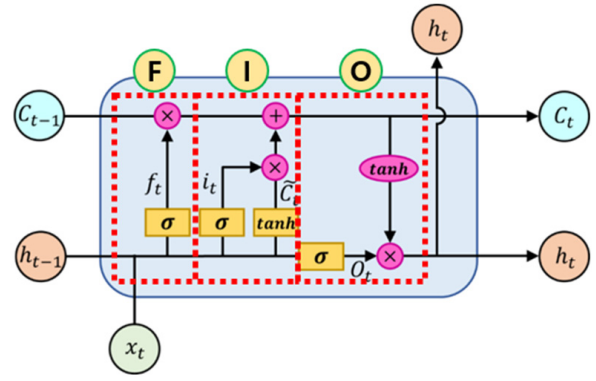 h_t
F I O
C_{t-1} × + C_t
f_t i_t × C̃_t tanh
σ σ tanh
h_{t-1} σ O_t × h_t
x_t